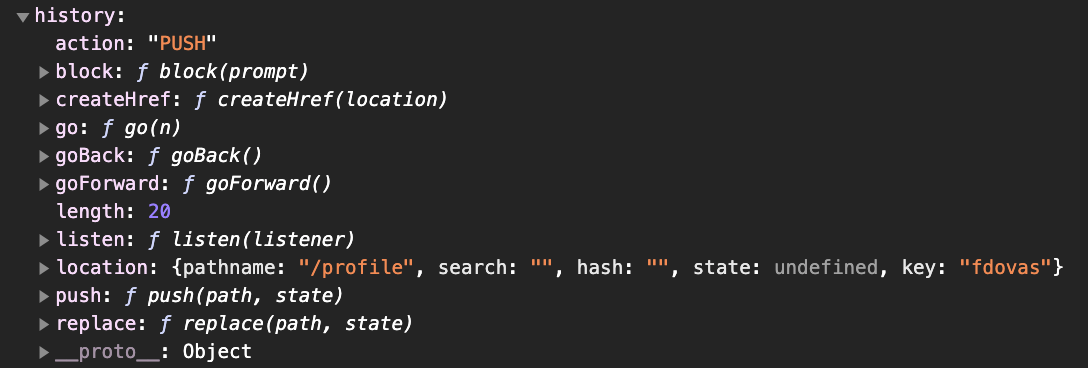 history:
action: "PUSH"
block: ƒ block(prompt)
createHref: ƒ createHref(location)
go: ƒ go(n)
goBack: ƒ goBack()
goForward: ƒ goForward()
length: 20
listen: ƒ listen(listener)
location: {pathname: "/profile", search: "", hash: "", state: undefined, key: "fdovas"}
push: ƒ push(path, state)
replace: ƒ replace(path, state)
__proto__: Object